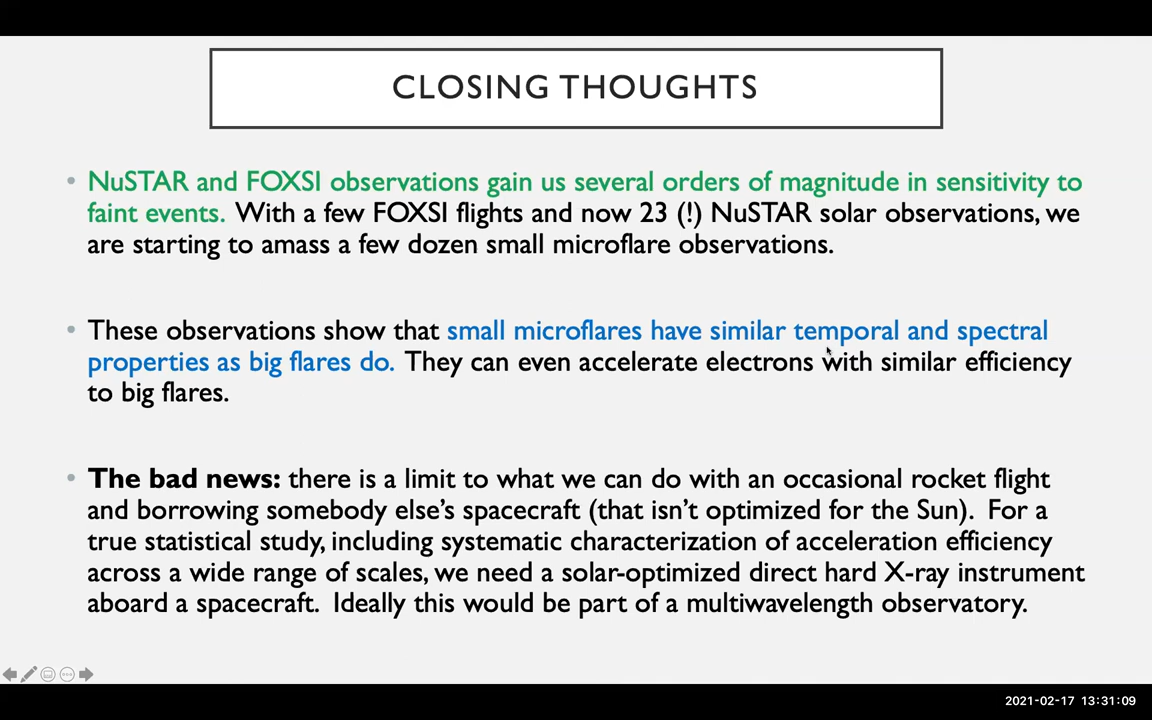 CLOSING THOUGHTS
• NuSTAR and FOXSI observations gain us several orders of magnitude in sensitivity to
faint events. With a few FOXSI flights and now 23 (!) NuSTAR solar observations, we
are starting to amass a few dozen small microflare observations.
• These observations show that small microflares have similar temporal and spectral
properties as big flares do. They can even accelerate electrons with similar efficiency
to big flares.
• The bad news: there is a limit to what we can do with an occasional rocket flight
and borrowing somebody else’s spacecraft (that isn’t optimized for the Sun). For a
true statistical study, including systematic characterization of acceleration efficiency
across a wide range of scales, we need a solar-optimized direct hard X-ray instrument
aboard a spacecraft. Ideally this would be part of a multiwavelength observatory.
2021-02-17 13:31:09